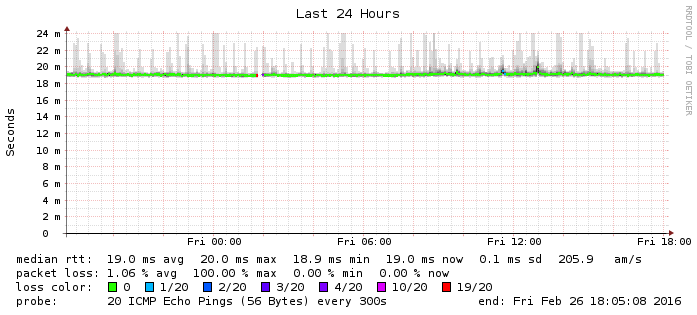 Last 24 Hours
RRDTOOL / TOBI OETIKER
Seconds
24 m
22 m
20 m
18 m
16 m
14 m
12 m
10 m
8 m
6 m
4 m
2 m
0
Fri 00:00 Fri 06:00 Fri 12:00 Fri 18:00
median rtt: 19.0 ms avg 20.0 ms max 18.9 ms min 19.0 ms now 0.1 ms sd 205.9 am/s
packet loss: 1.06 % avg 100.00 % max 0.00 % min 0.00 % now
loss color: 0 1/20 2/20 3/20 4/20 10/20 19/20
probe: 20 ICMP Echo Pings (56 Bytes) every 300s end: Fri Feb 26 18:05:08 2016